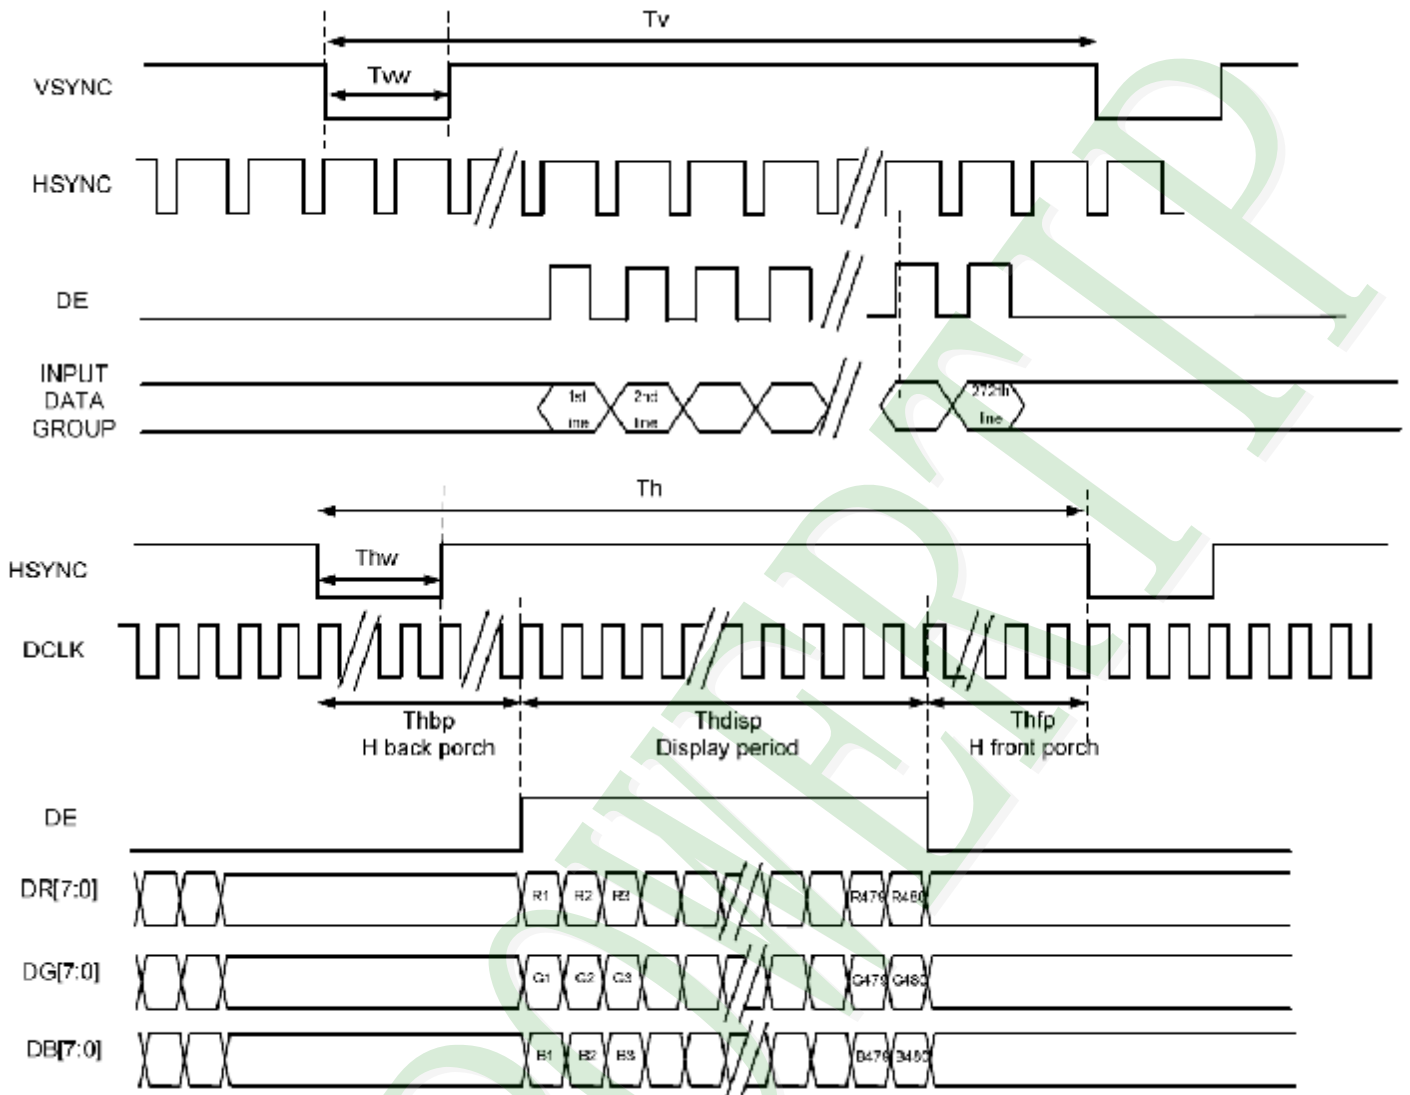 Tv
VSYNC
Tvw
HSYNC
DE
INPUT
DATA
GROUP
1st
line
2nd
line
272th
line
Th
HSYNC
Thw
DCLK
Thbp
H back porch
Thdisp
Display period
Thfp
H front porch
DE
DR[7:0]
R1 R2 R3 R479 R480
DG[7:0]
G1 G2 G3 G479 G480
DB[7:0]
B1 B2 B3 B479 B480
POWERTIP